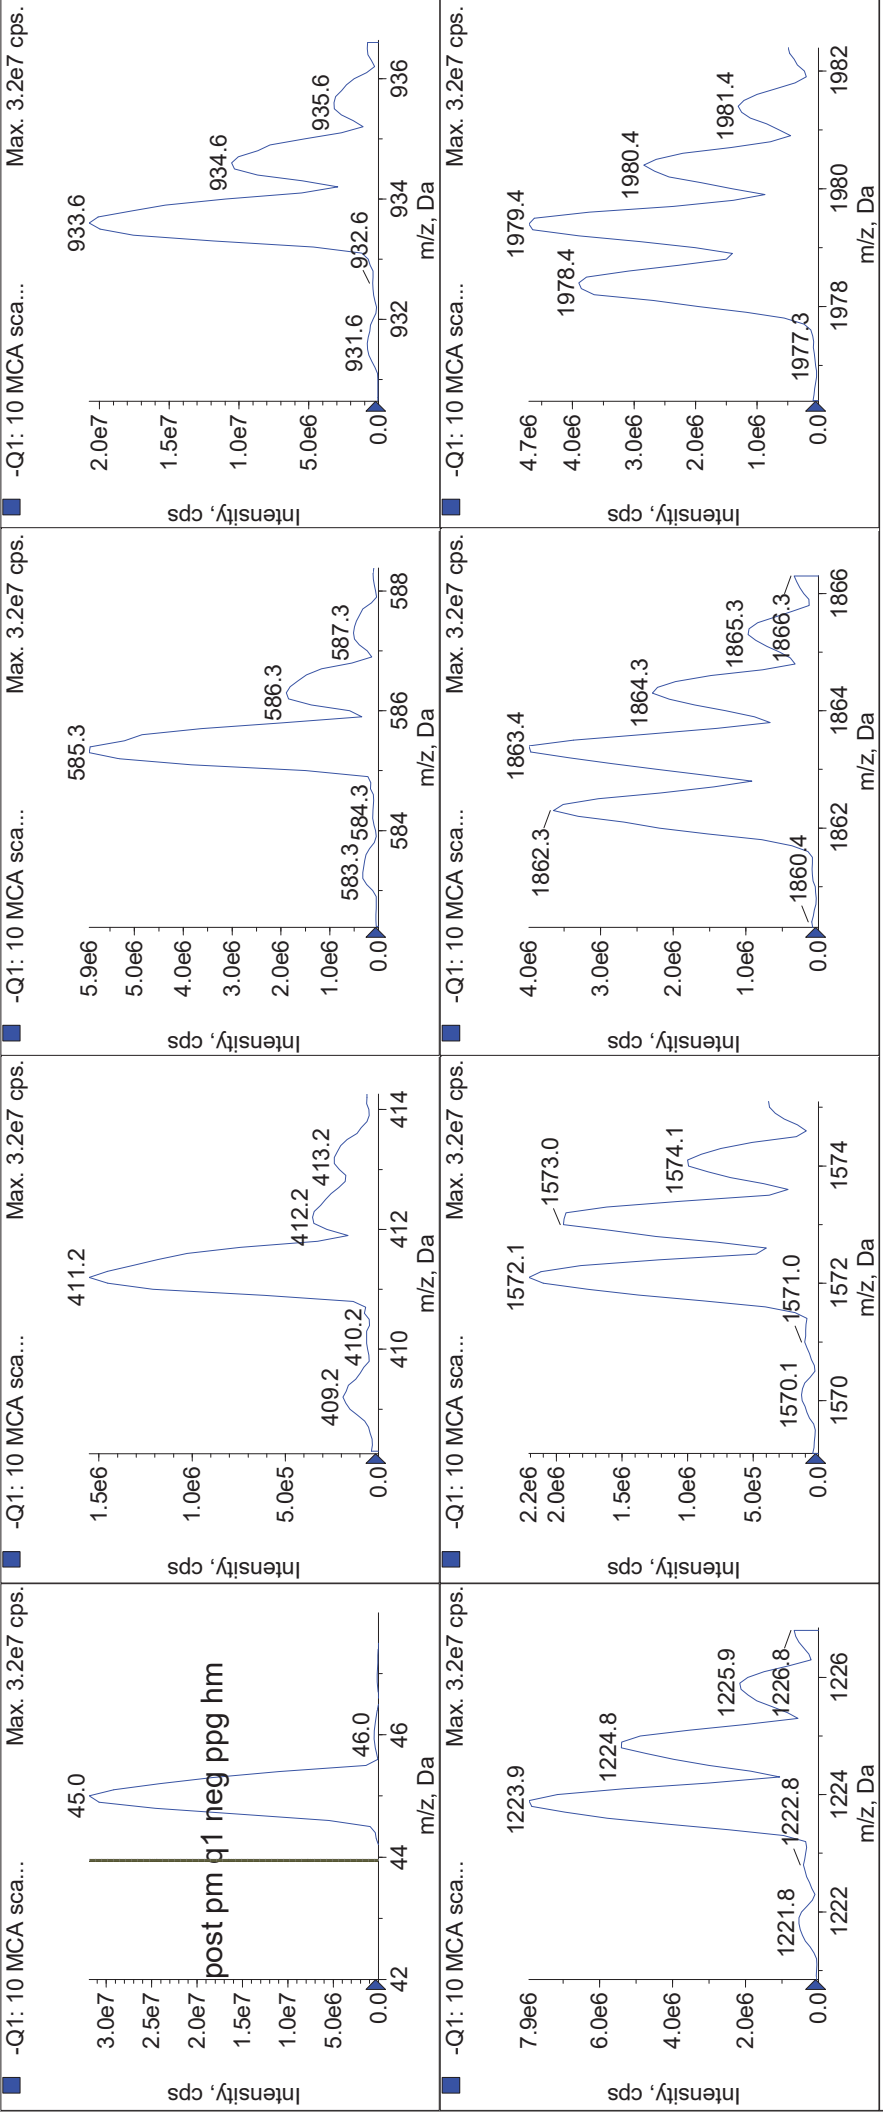 -Q1: 10 MCA sca... Max. 3.2e7 cps.
Intensity, cps
3.0e7
2.5e7
2.0e7
1.5e7
1.0e7
5.0e6
0.0
45.0
46.0
post pm q1 neg ppg hm
42 44 46
m/z, Da
-Q1: 10 MCA sca... Max. 3.2e7 cps.
Intensity, cps
1.5e6
1.0e6
5.0e5
0.0
409.2
410.2
411.2
412.2
413.2
410 412 414
m/z, Da
-Q1: 10 MCA sca... Max. 3.2e7 cps.
Intensity, cps
5.9e6
5.0e6
4.0e6
3.0e6
2.0e6
1.0e6
0.0
583.3
584.3
585.3
586.3
587.3
584 586 588
m/z, Da
-Q1: 10 MCA sca... Max. 3.2e7 cps.
Intensity, cps
2.0e7
1.5e7
1.0e7
5.0e6
0.0
931.6
932.6
933.6
934.6
935.6
932 934 936
m/z, Da
-Q1: 10 MCA sca... Max. 3.2e7 cps.
Intensity, cps
7.9e6
6.0e6
4.0e6
2.0e6
0.0
1221.8
1222.8
1223.9
1224.8
1225.9
1226.8
1222 1224 1226
m/z, Da
-Q1: 10 MCA sca... Max. 3.2e7 cps.
Intensity, cps
2.2e6
2.0e6
1.5e6
1.0e6
5.0e5
0.0
1570.1
1571.0
1572.1
1573.0
1574.1
1570 1572 1574
m/z, Da
-Q1: 10 MCA sca... Max. 3.2e7 cps.
Intensity, cps
4.0e6
3.0e6
2.0e6
1.0e6
0.0
1860.4
1862.3
1863.4
1864.3
1865.3
1866.3
1862 1864 1866
m/z, Da
-Q1: 10 MCA sca... Max. 3.2e7 cps.
Intensity, cps
4.7e6
4.0e6
3.0e6
2.0e6
1.0e6
0.0
1977.3
1978.4
1979.4
1980.4
1981.4
1978 1980 1982
m/z, Da